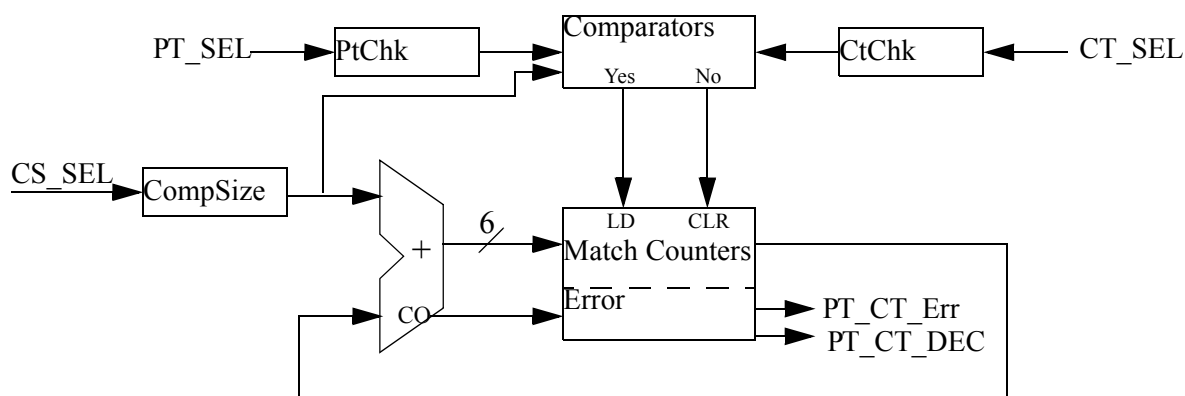 Comparators
PT_SEL
PtChk
CtChk
CT_SEL
Yes
No
CS_SEL
CompSize
6
LD
CLR
+
Match Counters
Error
CO
PT_CT_Err
PT_CT_DEC